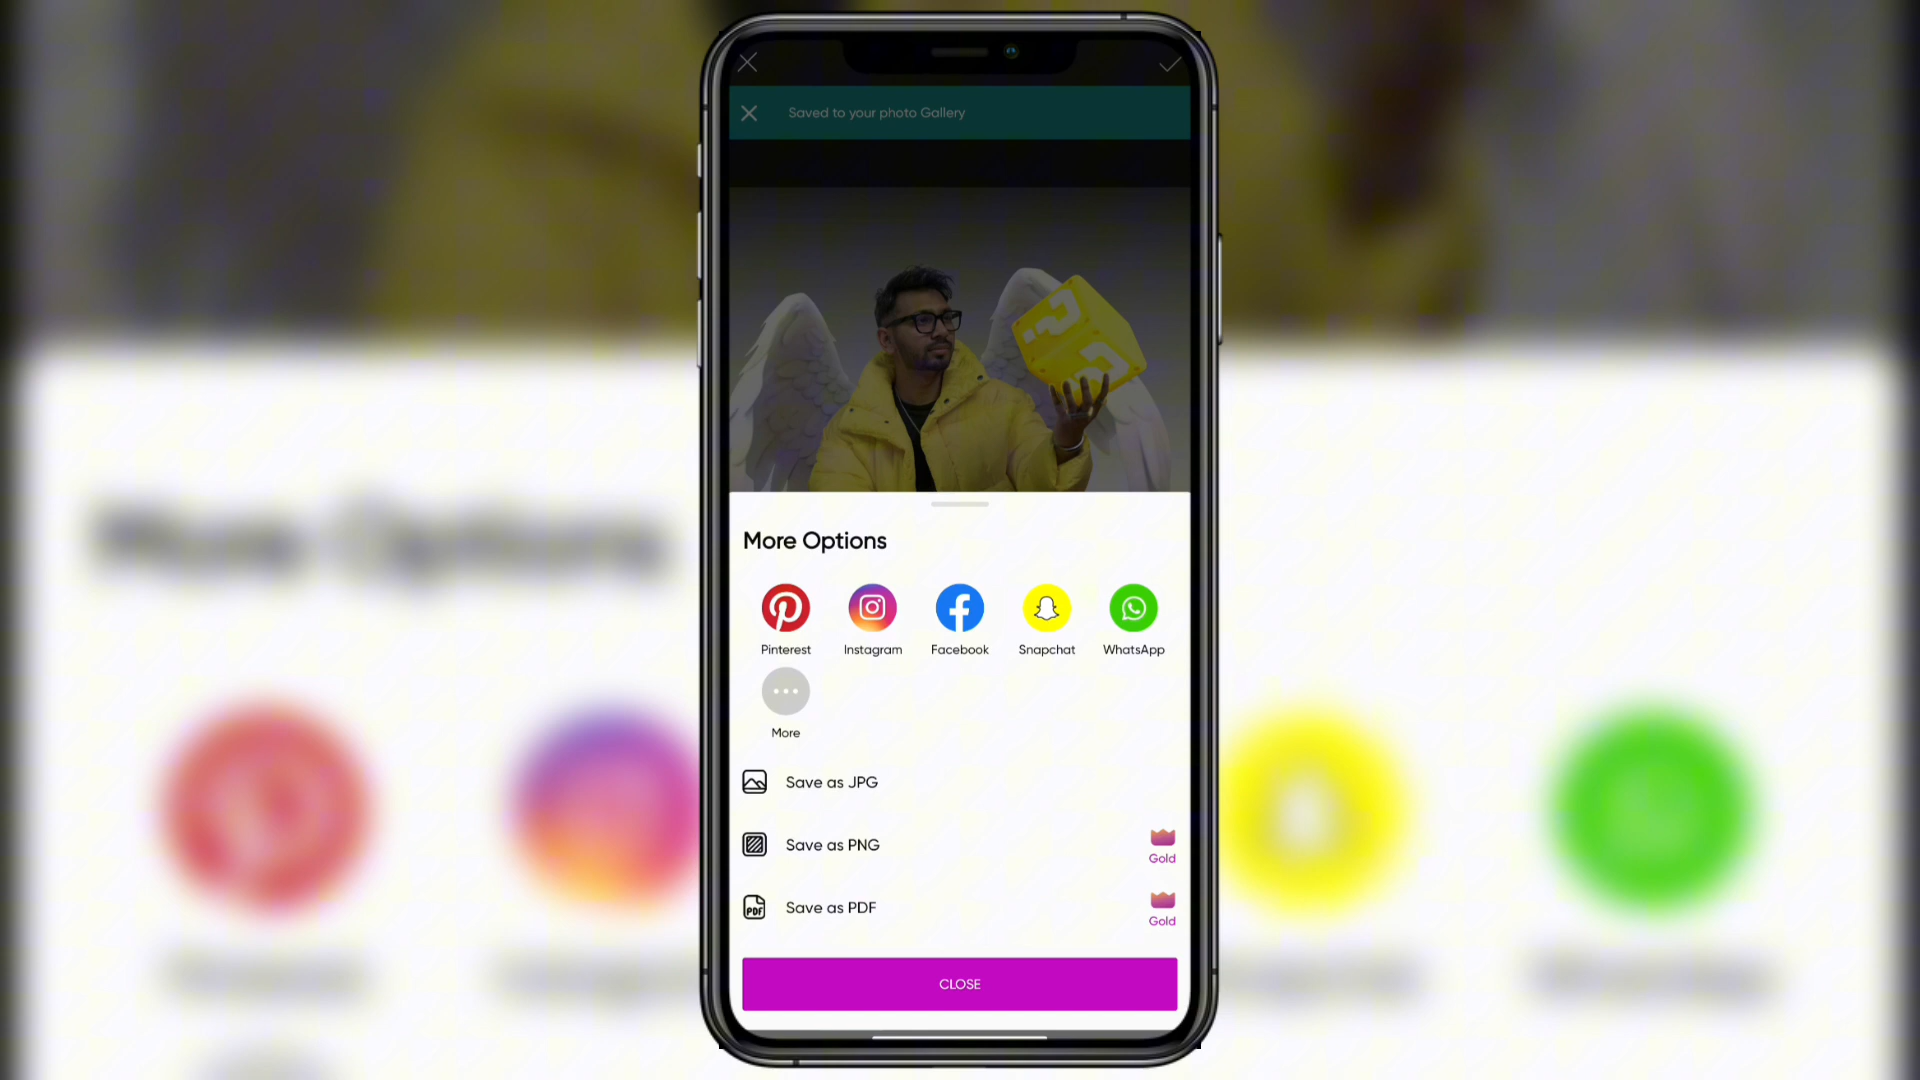 Saved to your photo Gallery
More Options
Pinterest Instagram Facebook Snapchat WhatsApp
More
Save as JPG
Save as PNG
Gold
PDF Save as PDF
Gold
CLOSE